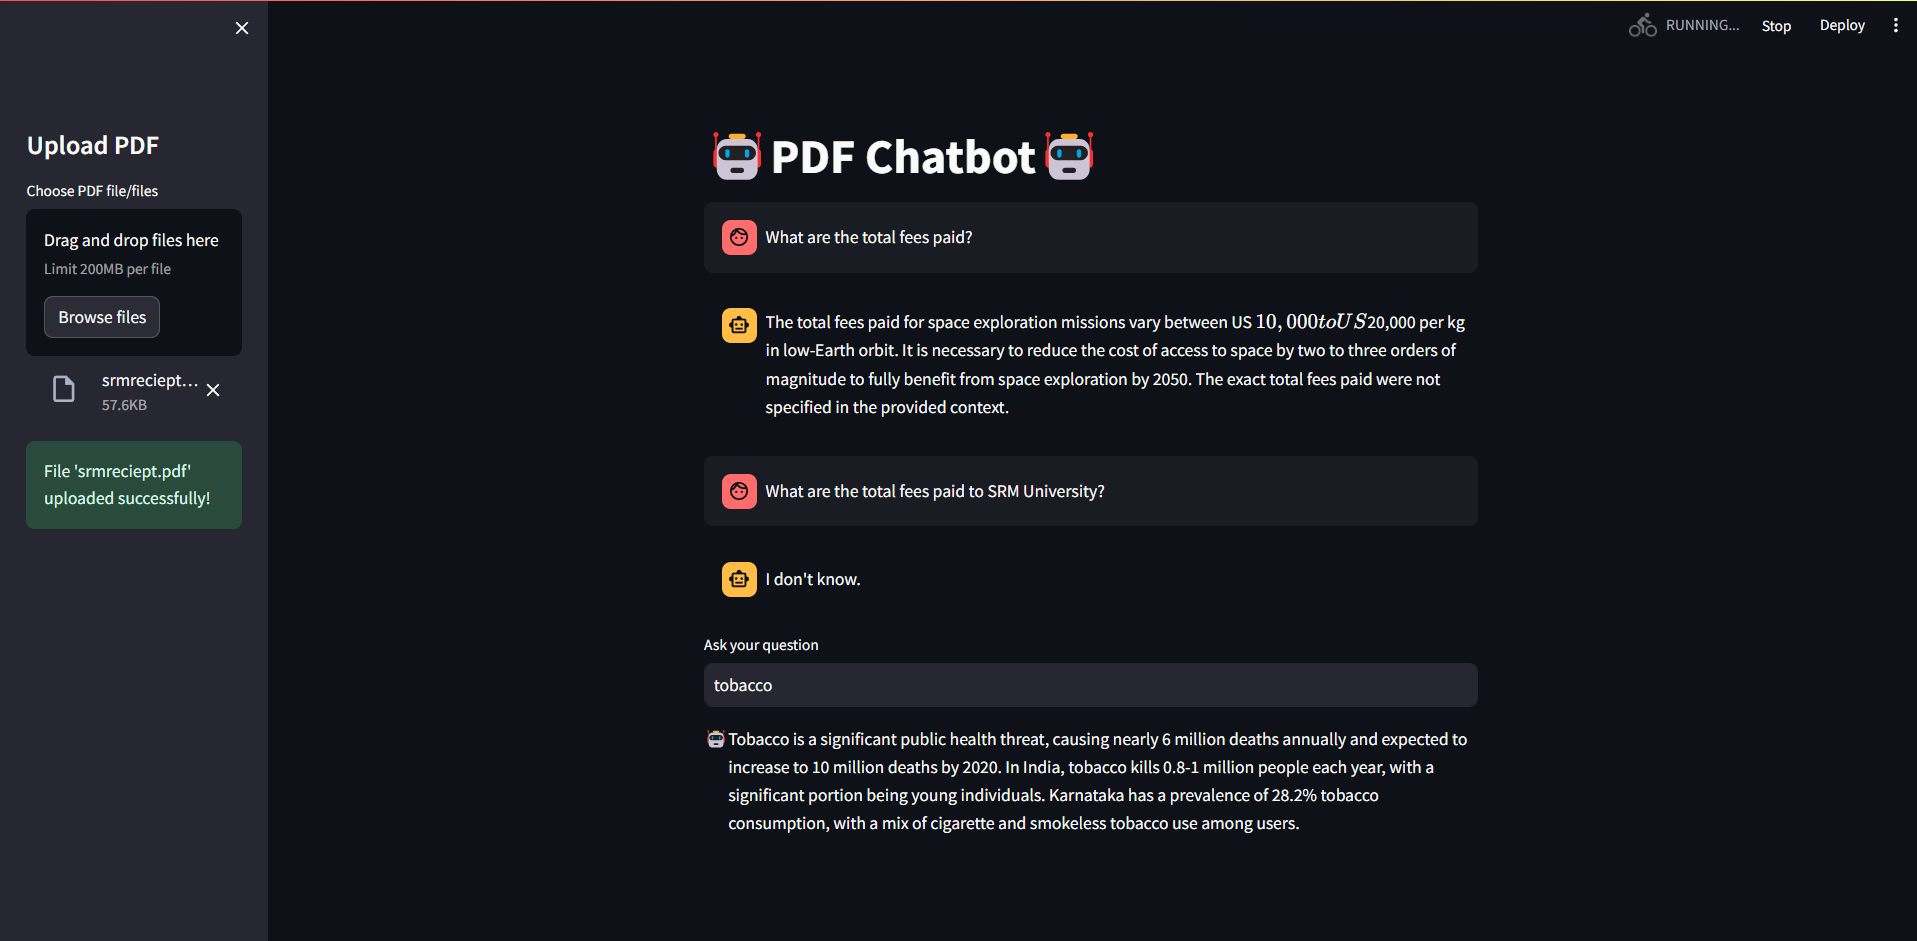 RUNNING...
Stop
Deploy
Upload PDF
Choose PDF file/files
Drag and drop files here
Limit 200MB per file
Browse files
srmreciept...
57.6KB
File 'srmreciept.pdf'
uploaded successfully!
PDF Chatbot
What are the total fees paid?
The total fees paid for space exploration missions vary between US 10,000toUS20,000 per kg
in low-Earth orbit. It is necessary to reduce the cost of access to space by two to three orders of
magnitude to fully benefit from space exploration by 2050. The exact total fees paid were not
specified in the provided context.
What are the total fees paid to SRM University?
I don't know.
Ask your question
tobacco
Tobacco is a significant public health threat, causing nearly 6 million deaths annually and expected to
increase to 10 million deaths by 2020. In India, tobacco kills 0.8-1 million people each year, with a
significant portion being young individuals. Karnataka has a prevalence of 28.2% tobacco
consumption, with a mix of cigarette and smokeless tobacco use among users.